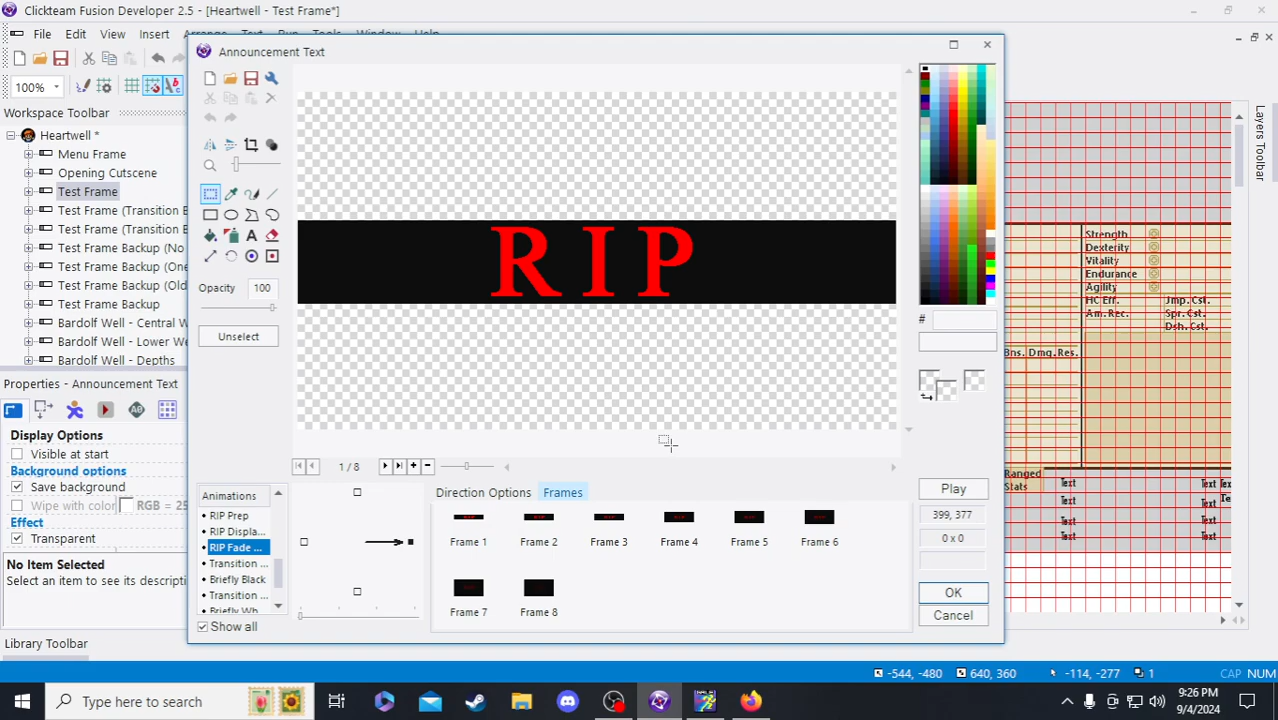 Clickteam Fusion Developer 2.5 - [Heartwell - Test Frame*]
File Edit View Insert Arrange Text Run Tools Window Help
100%
Workspace Toolbar
Heartwell *
Menu Frame
Opening Cutscene
Test Frame
Test Frame (Transition B
Test Frame (Transition E
Test Frame Backup (No
Test Frame Backup (One
Test Frame Backup (Old
Test Frame Backup
Bardolf Well - Central W
Bardolf Well - Lower We
Bardolf Well - Depths
Properties - Announcement Text
Display Options
Visible at start
Background options
Save background
Wipe with color RGB = 25
Effect
Transparent
No Item Selected
Select an item to see its descripti
Library Toolbar
Announcement Text
Opacity 100
Unselect
R I P
1 / 8
Animations
RIP Prep
RIP Displa...
RIP Fade ...
Transition ...
Briefly Black
Transition ...
Briefly Wh
Show all
Direction Options Frames
Frame 1 Frame 2 Frame 3 Frame 4 Frame 5 Frame 6
Frame 7 Frame 8
#
Play
399, 377
0 x 0
OK
Cancel
Layers Toolbar
Strength
Dexterity
Vitality
Endurance
Agility
HC Eff. Jmp. Cst.
Am. Rec. Spr. Cst.
Dsh. Cst.
Bns. Dmg. Res.
Ranged
Stats
Text Text Te
Text Text
Text Text
Text Text
-544, -480 640, 360 -114, -277 1 CAP NUM
Type here to search
9:26 PM
9/4/2024